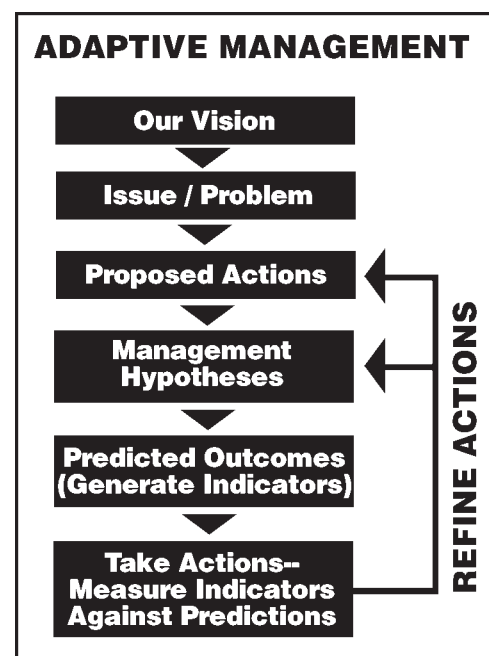 ADAPTIVE MANAGEMENT
Our Vision
Issue / Problem
Proposed Actions
Management
Hypotheses
Predicted Outcomes
(Generate Indicators)
Take Actions--
Measure Indicators
Against Predictions
REFINE ACTIONS